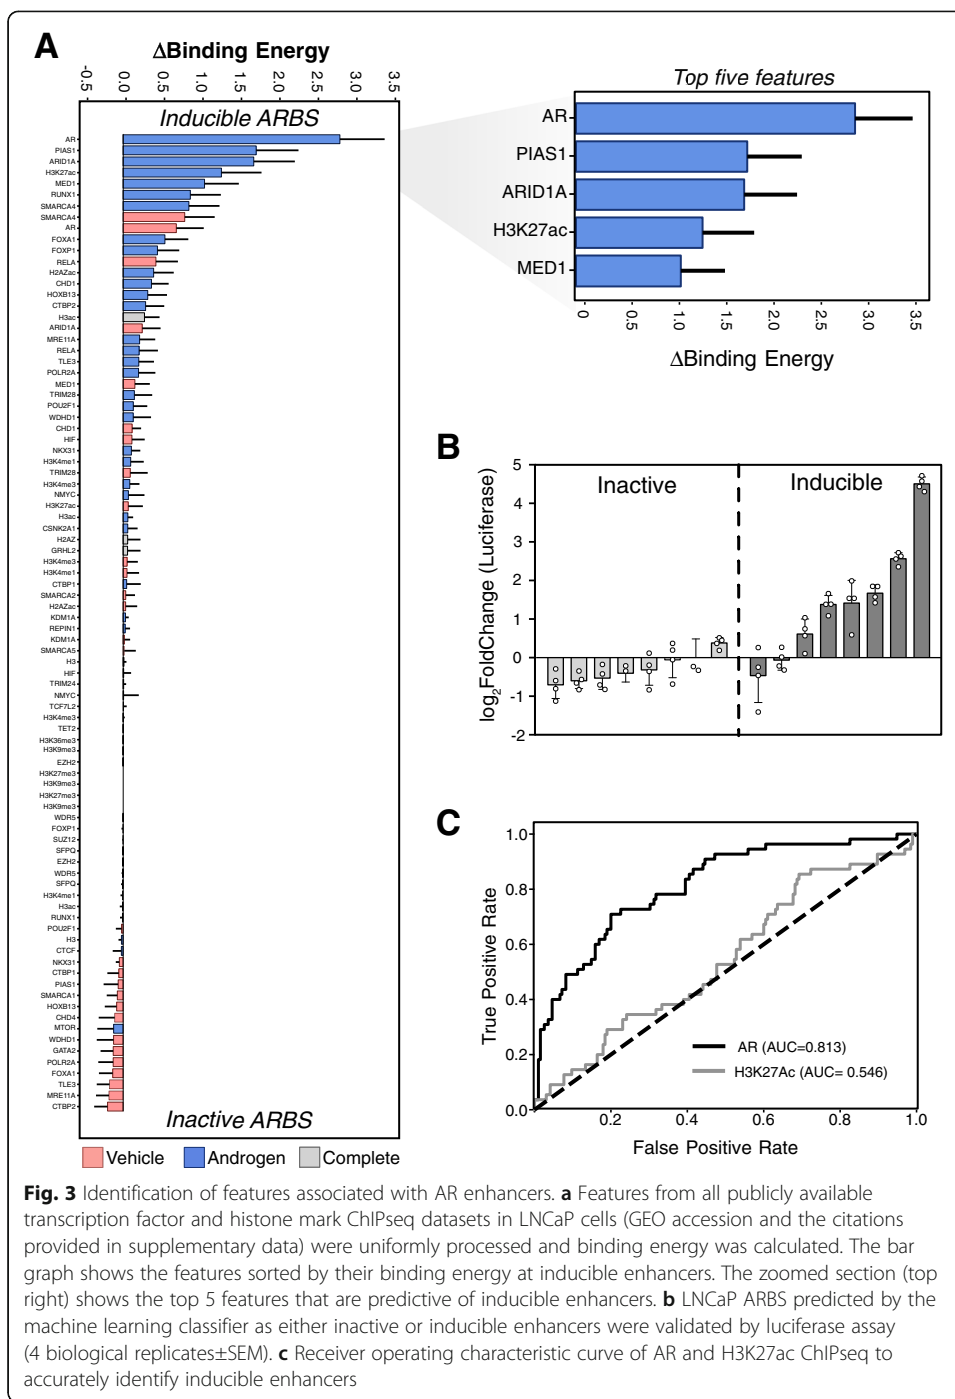 A
ΔBinding Energy
-0.5 0.0 0.5 1.0 1.5 2.0 2.5 3.0 3.5
Inducible ARBS
AR
PIAS1
ARID1A
H3K27ac
MED1
RUNX1
SMARCA4
SMARCA4
AR
FOXA1
FOXP1
RELA
H2AZac
CHD1
HOXB13
CTBP2
H3ac
ARID1A
MRE11A
RELA
TLE3
POLR2A
MED1
TRIM28
POU2F1
WDHD1
CHD1
HIF
NKX31
H3K4me1
TRIM28
H3K4me3
NMYC
H3K27ac
H3ac
CSNK2A1
H2AZ
GRHL2
H3K4me3
H3K4me1
CTBP1
SMARCA2
H2AZac
KDM1A
REPIN1
KDM1A
SMARCA5
H3
HIF
TRIM24
NMYC
TCF7L2
H3K4me3
TET2
H3K36me3
H3K9me3
EZH2
H3K27me3
H3K9me3
H3K27me3
H3K9me3
WDR5
FOXP1
SUZ12
SFPQ
EZH2
WDR5
SFPQ
H3K4me1
H3ac
RUNX1
POU2F1
H3
CTCF
NKX31
CTBP1
PIAS1
SMARCA1
HOXB13
CHD4
MTOR
WDHD1
GATA2
POLR2A
FOXA1
TLE3
MRE11A
CTBP2
Inactive ARBS
Vehicle Androgen Complete
Top five features
AR
PIAS1
ARID1A
H3K27ac
MED1
0 0.5 1.0 1.5 2.0 2.5 3.0 3.5
ΔBinding Energy
B
log2FoldChange (Luciferase)
5
4
3
2
1
0
-1
-2
Inactive
Inducible
C
True Positive Rate
1.0
0.8
0.6
0.4
0.2
0.0
AR (AUC=0.813)
H3K27Ac (AUC= 0.546)
0.2 0.4 0.6 0.8 1.0
False Positive Rate
Fig. 3 Identification of features associated with AR enhancers. a Features from all publicly available
transcription factor and histone mark ChIPseq datasets in LNCaP cells (GEO accession and the citations
provided in supplementary data) were uniformly processed and binding energy was calculated. The bar
graph shows the features sorted by their binding energy at inducible enhancers. The zoomed section (top
right) shows the top 5 features that are predictive of inducible enhancers. b LNCaP ARBS predicted by the
machine learning classifier as either inactive or inducible enhancers were validated by luciferase assay
(4 biological replicates±SEM). c Receiver operating characteristic curve of AR and H3K27ac ChIPseq to
accurately identify inducible enhancers